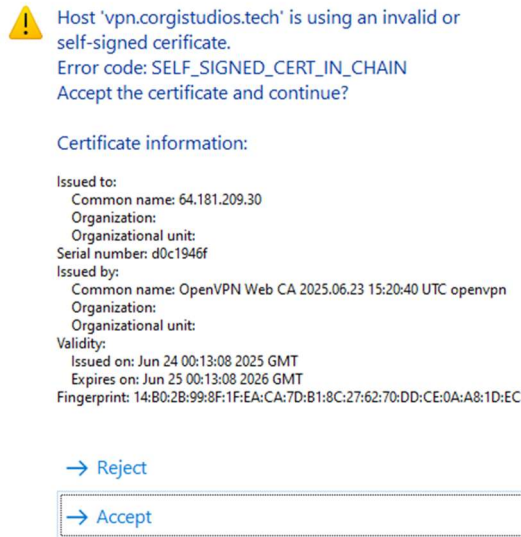 Host 'vpn.corgistudios.tech' is using an invalid or
self-signed cerificate.
Error code: SELF_SIGNED_CERT_IN_CHAIN
Accept the certificate and continue?
Certificate information:
Issued to:
Common name: 64.181.209.30
Organization:
Organizational unit:
Serial number: d0c1946f
Issued by:
Common name: OpenVPN Web CA 2025.06.23 15:20:40 UTC openvpn
Organization:
Organizational unit:
Validity:
Issued on: Jun 24 00:13:08 2025 GMT
Expires on: Jun 25 00:13:08 2026 GMT
Fingerprint: 14:B0:2B:99:8F:1F:EA:CA:7D:B1:8C:27:62:70:DD:CE:0A:A8:1D:EC
→ Reject
→ Accept